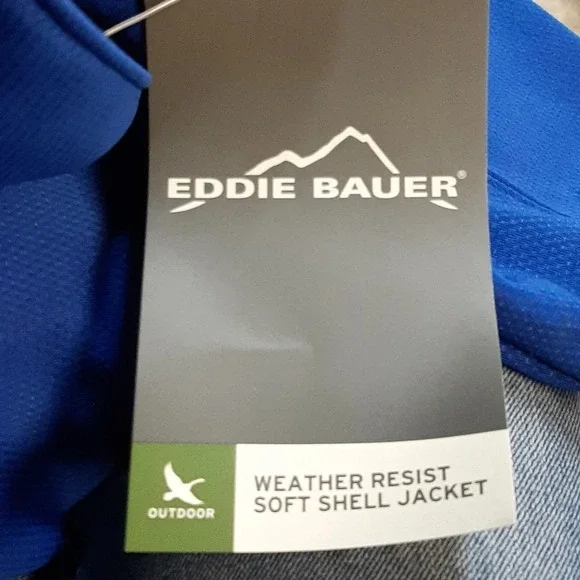 EDDIE BAUER®
OUTDOOR
WEATHER RESIST
SOFT SHELL JACKET